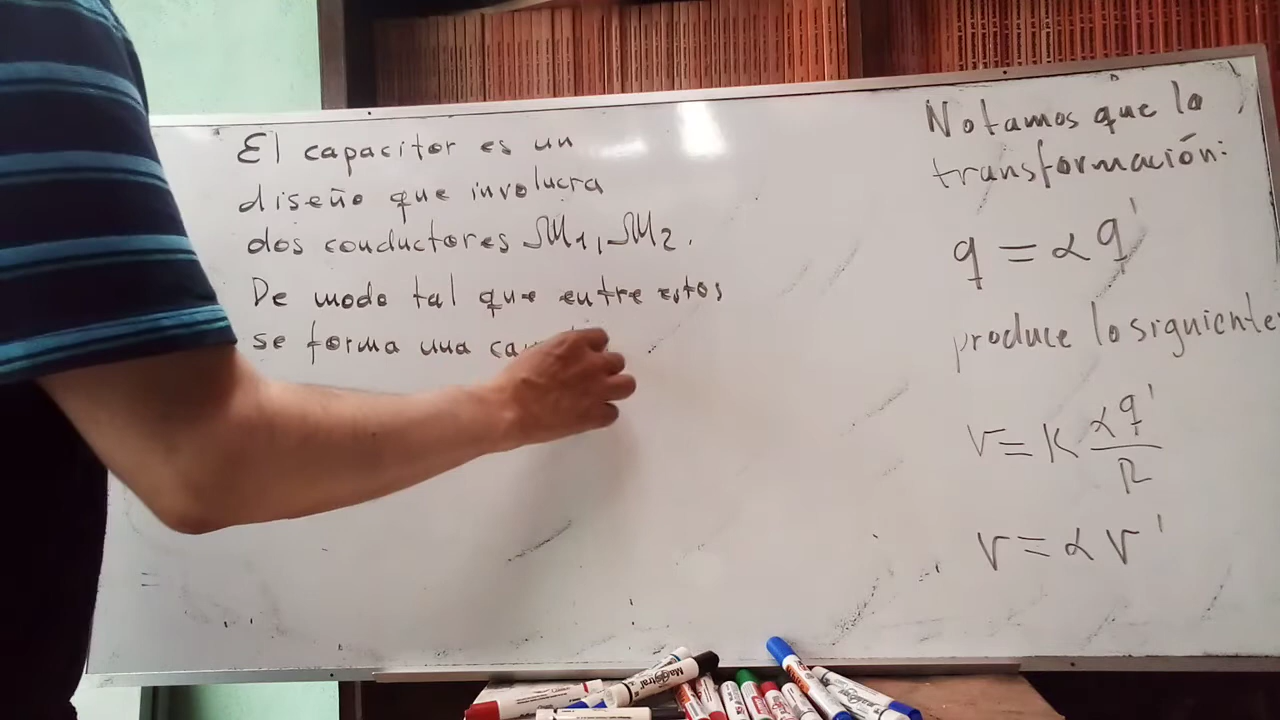 El capacitor es un
diseño que involucra
dos conductores M1, M2.
De modo tal que entre estos
se forma una
Notamos que la
transformación:
q = α q'
produce lo siguiente
V = K αq'/R
V = α V'
Magistral